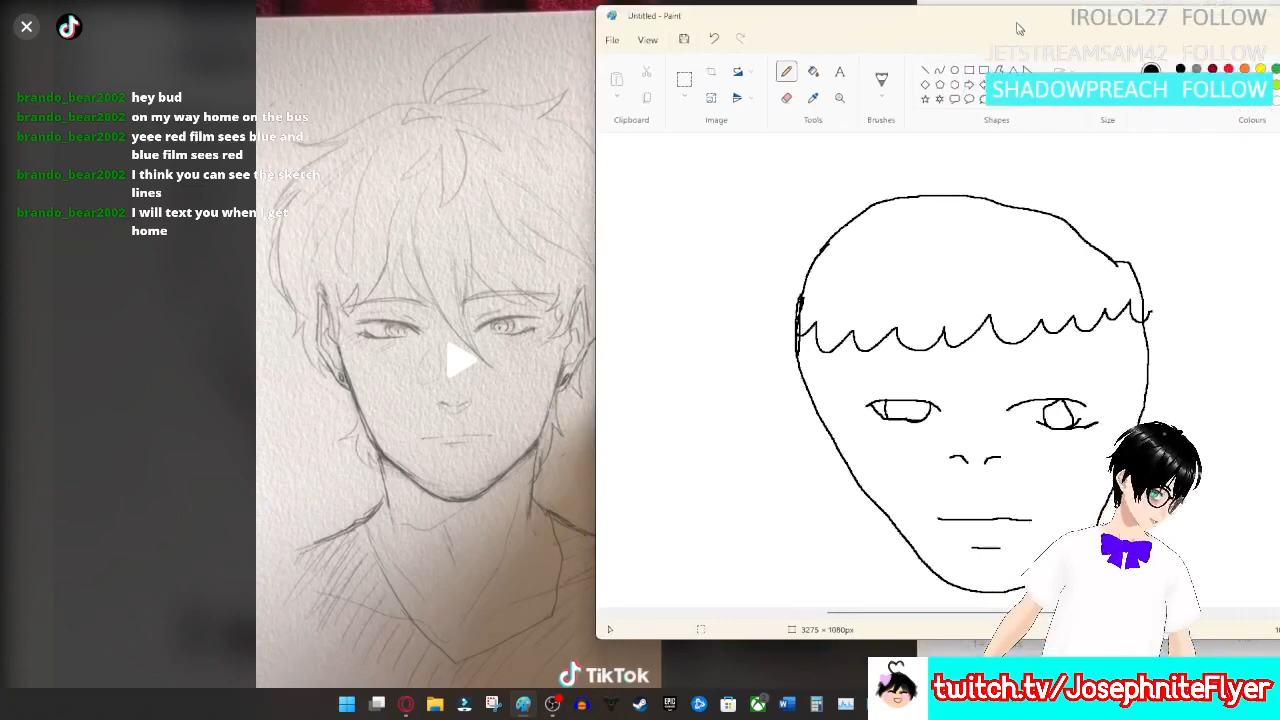 brando_bear2002 hey bud
brando_bear2002 on my way home on the bus
brando_bear2002 yeee red film sees blue and
blue film sees red
brando_bear2002 I think you can see the sketch
lines
brando_bear2002 I will text you when I get
home
TikTok
Untitled - Paint
File View
Clipboard Image Tools Brushes Shapes Size Colours
3275 × 1080px
IROLOL27 FOLLOW
JETSTREAMSAM42 FOLLOW
SHADOWPREACH FOLLOW
twitch.tv/JosephniteFlyer